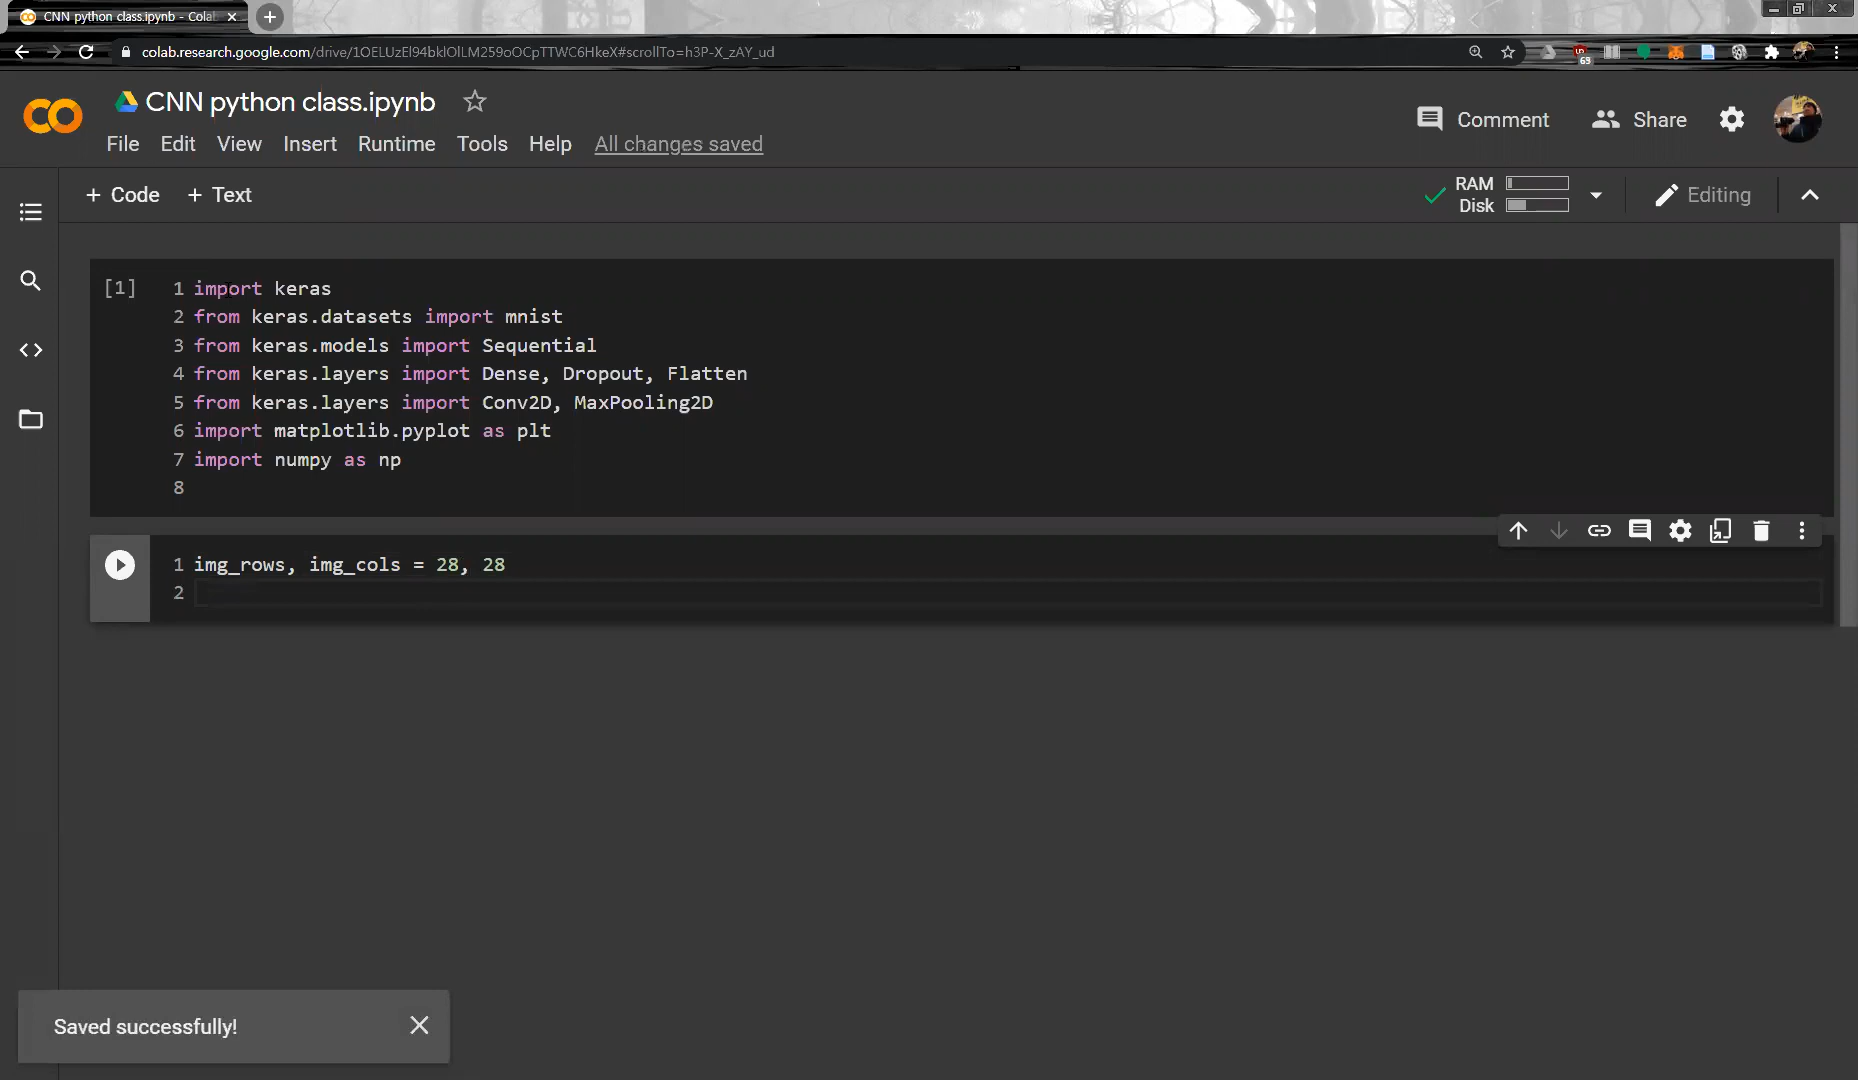 CNN python class.ipynb - Cola
colab.research.google.com/drive/1OELUzEl94bklOlLM259oOCpTTWC6HkeX#scrollTo=h3P-X_zAY_ud
63
CNN python class.ipynb
Comment
Share
File Edit View Insert Runtime Tools Help All changes saved
+ Code + Text
RAM
Disk
Editing
[1]
1 import keras
2 from keras.datasets import mnist
3 from keras.models import Sequential
4 from keras.layers import Dense, Dropout, Flatten
5 from keras.layers import Conv2D, MaxPooling2D
6 import matplotlib.pyplot as plt
7 import numpy as np
8
1 img_rows, img_cols = 28, 28
2
Saved successfully!